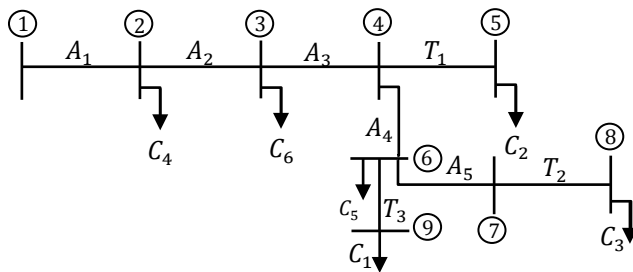 1 2 3 4 5
A₁ A₂ A₃ T₁
A₄
C₄ C₆ C₂
6 8
A₅ T₂
C₅ T₃ 7
9 C₃
C₁